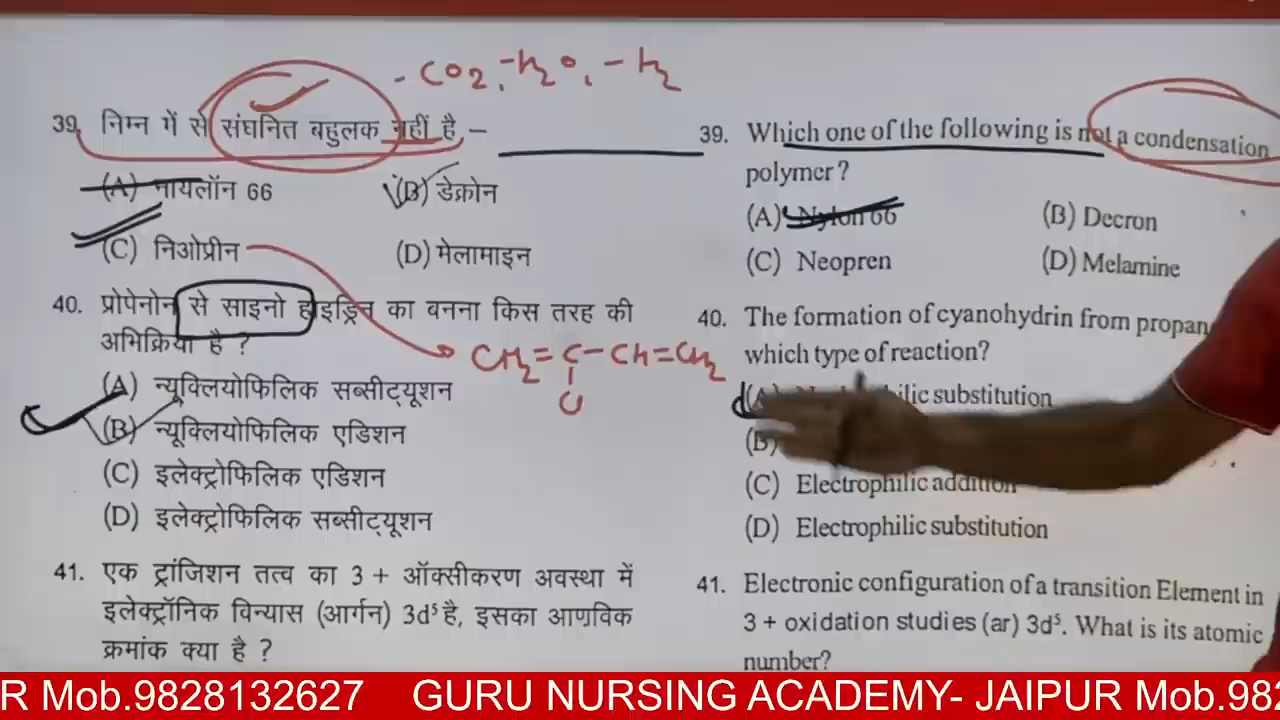 - CO2, -H2O, - H2
39. निम्न में से संघनित बहुलक नहीं है –
(A) नायलॉन 66 (B) डेक्रोन
(C) निओप्रीन (D) मेलामाइन
40. प्रोपेनोन से साइनो हाइड्रिन का बनना किस तरह की
अभिक्रिया है ?
CH2=C-CH=CH2
(A) न्यूक्लियोफिलिक सब्सीट्यूशन
(B) न्यूक्लियोफिलिक एडिशन
(C) इलेक्ट्रोफिलिक एडिशन
(D) इलेक्ट्रोफिलिक सब्सीट्यूशन
41. एक ट्रांजिशन तत्व का 3 + ऑक्सीकरण अवस्था में
इलेक्ट्रॉनिक विन्यास (आर्गन) 3d⁵ है, इसका आणविक
क्रमांक क्या है ?
39. Which one of the following is not a condensation
polymer ?
(A) Nylon 66 (B) Decron
(C) Neopren (D) Melamine
40. The formation of cyanohydrin from
which type of reaction?
(A) substitution
(B)
(C) Electrophilic addition
(D) Electrophilic substitution
41. Electronic configuration of a transition Element in
3 + oxidation studies (ar) 3d⁵. What is its atomic
number?
R Mob.9828132627 GURU NURSING ACADEMY- JAIPUR Mob.982